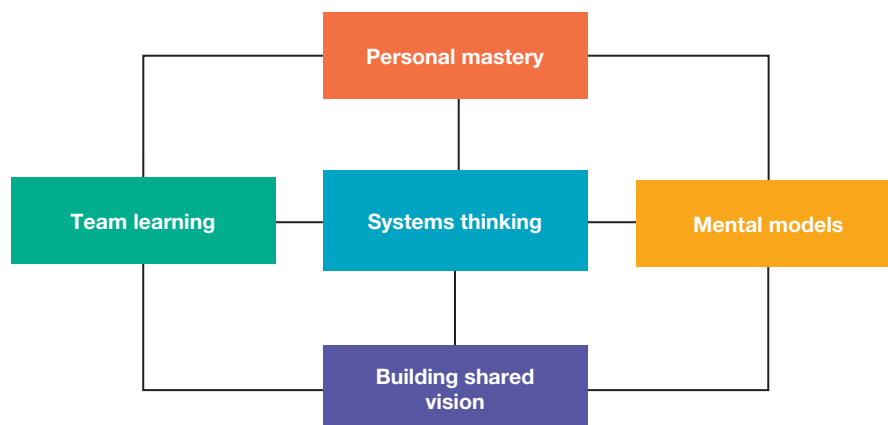 Personal mastery
Team learning
Systems thinking
Mental models
Building shared
vision